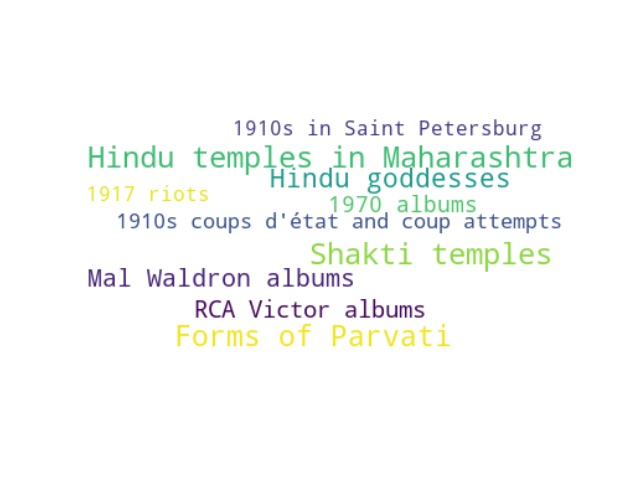 1910s in Saint Petersburg
Hindu temples in Maharashtra
Hindu goddesses
1917 riots
1970 albums
1910s coups d'état and coup attempts
Shakti temples
Mal Waldron albums
RCA Victor albums
Forms of Parvati